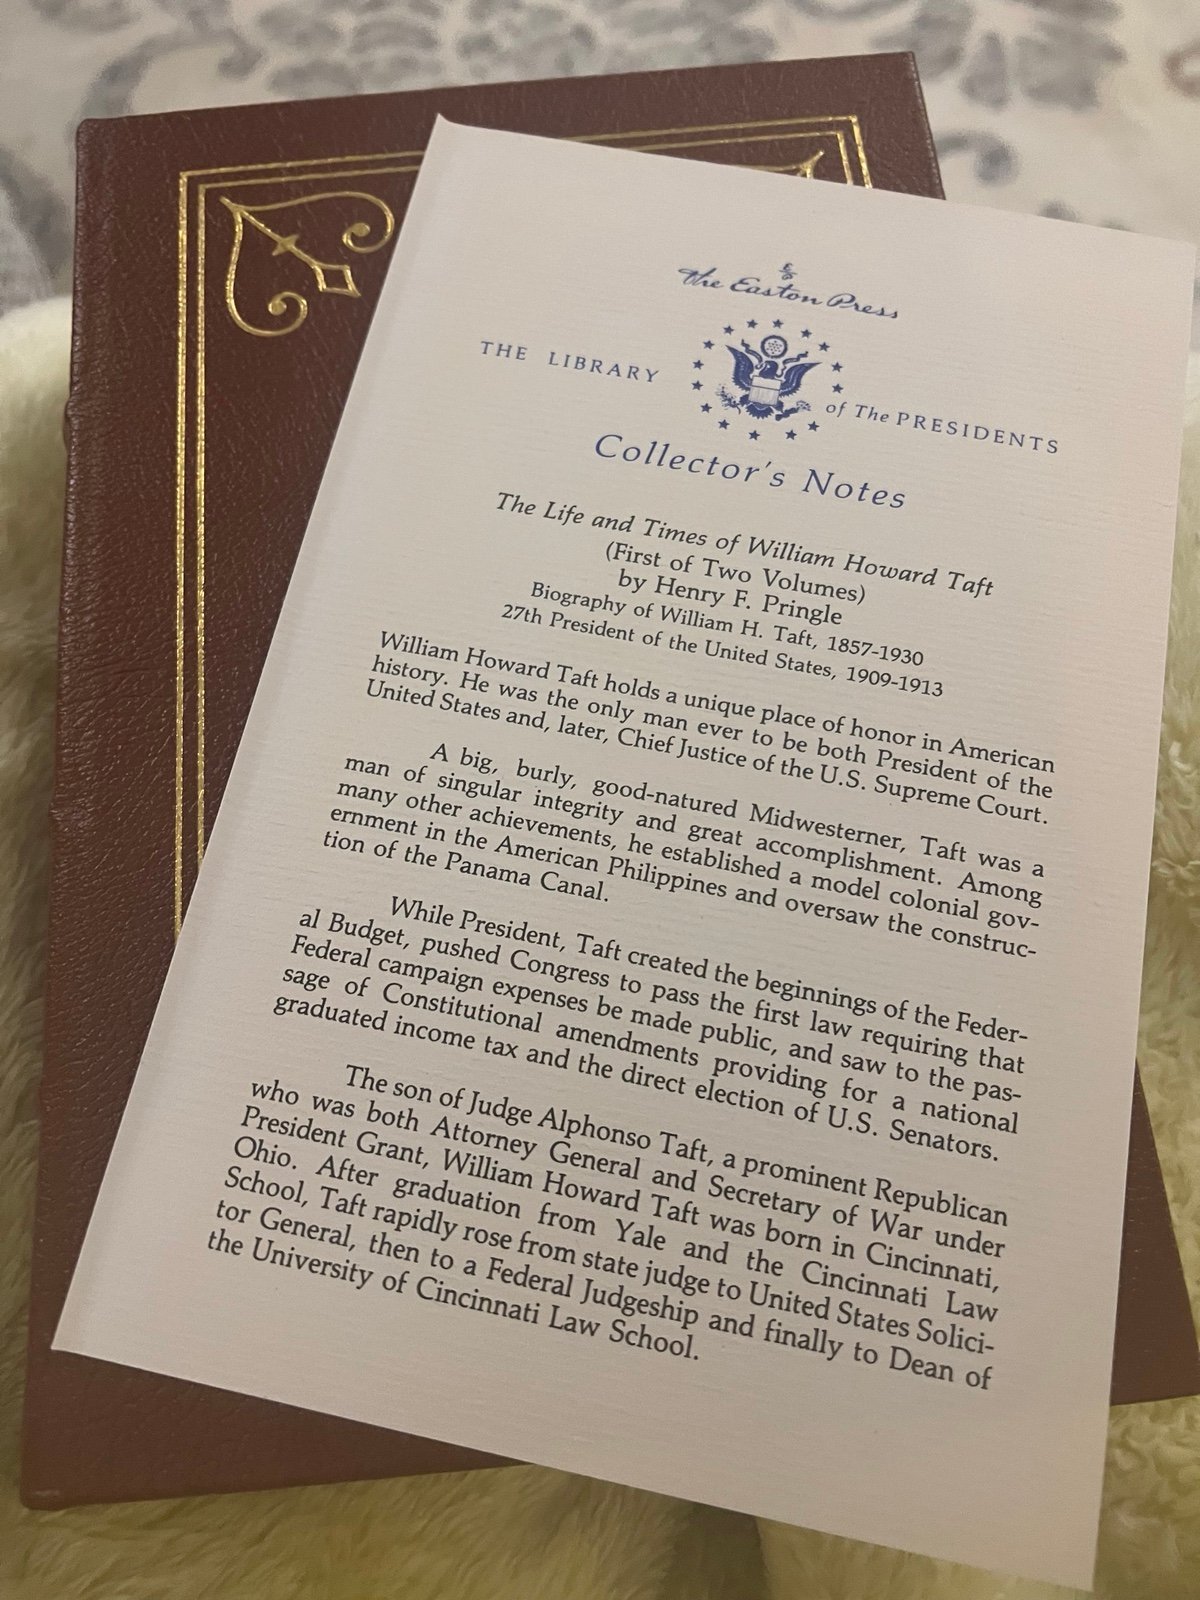 The Easton Press
THE LIBRARY of The PRESIDENTS
Collector's Notes
The Life and Times of William Howard Taft
(First of Two Volumes)
by Henry F. Pringle
Biography of William H. Taft, 1857-1930
27th President of the United States, 1909-1913
William Howard Taft holds a unique place of honor in American
history. He was the only man ever to be both President of the
United States and, later, Chief Justice of the U.S. Supreme Court.
A big, burly, good-natured Midwesterner, Taft was a
man of singular integrity and great accomplishment. Among
many other achievements, he established a model colonial gov-
ernment in the American Philippines and oversaw the construc-
tion of the Panama Canal.
While President, Taft created the beginnings of the Feder-
al Budget, pushed Congress to pass the first law requiring that
Federal campaign expenses be made public, and saw to the pas-
sage of Constitutional amendments providing for a national
graduated income tax and the direct election of U.S. Senators.
The son of Judge Alphonso Taft, a prominent Republican
who was both Attorney General and Secretary of War under
President Grant, William Howard Taft was born in Cincinnati,
Ohio. After graduation from Yale and the Cincinnati Law
School, Taft rapidly rose from state judge to United States Solici-
tor General, then to a Federal Judgeship and finally to Dean of
the University of Cincinnati Law School.